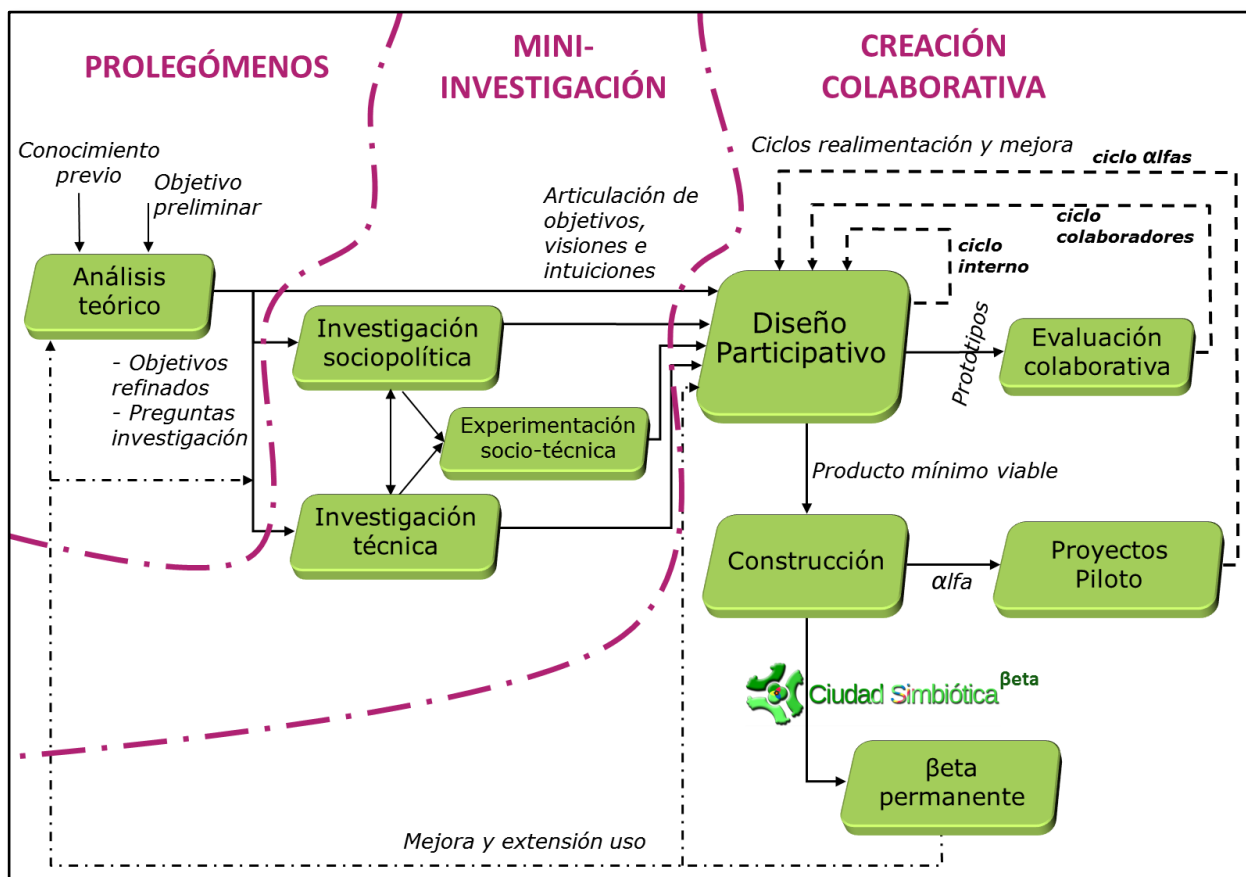 PROLEGÓMENOS
MINI-
INVESTIGACIÓN
CREACIÓN
COLABORATIVA
Conocimiento
previo
Objetivo
preliminar
Análisis
teórico
- Objetivos
refinados
- Preguntas
investigación
Articulación de
objetivos,
visiones e
intuiciones
Investigación
sociopolítica
Experimentación
socio-técnica
Investigación
técnica
Ciclos realimentación y mejora
ciclo αlfas
ciclo
colaboradores
ciclo
interno
Diseño
Participativo
Prototipos
Evaluación
colaborativa
Producto mínimo viable
Construcción
αlfa
Proyectos
Piloto
Ciudad Simbiótica βeta
βeta
permanente
Mejora y extensión uso